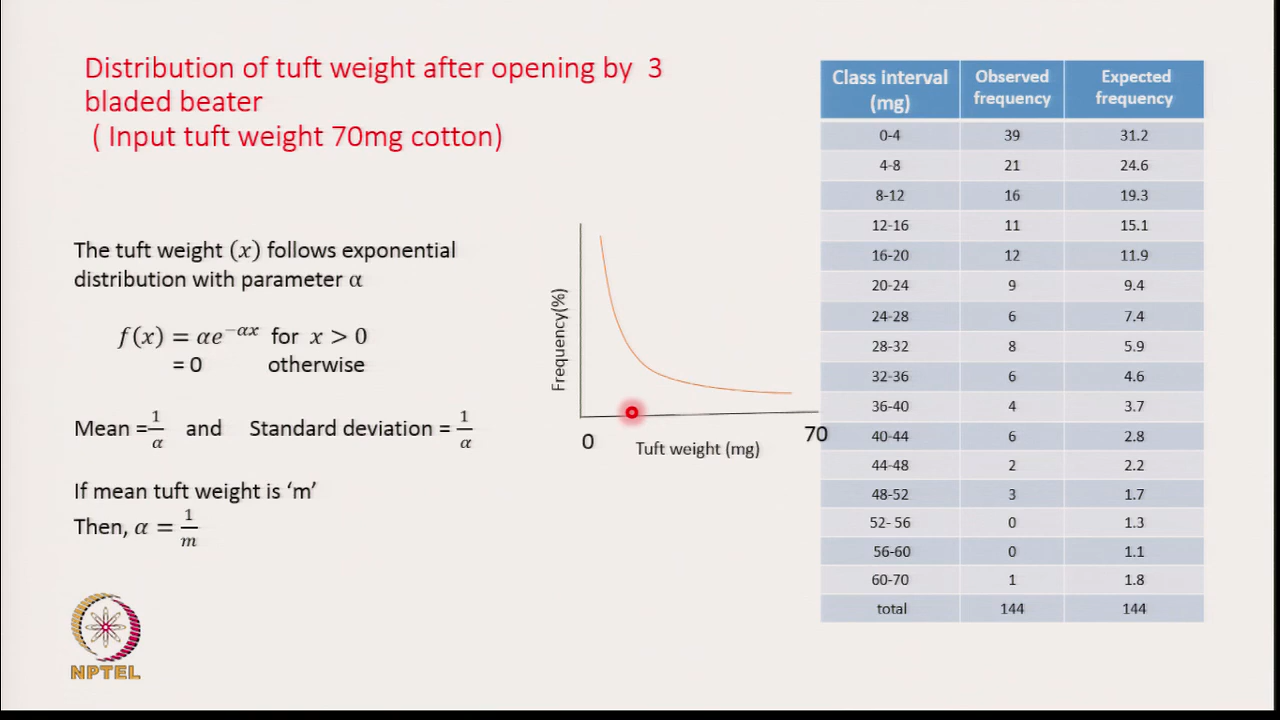 Distribution of tuft weight after opening by 3
bladed beater
( Input tuft weight 70mg cotton)
The tuft weight (x) follows exponential
distribution with parameter α
f(x) = αe^{−αx} for x > 0
= 0 otherwise
Mean = 1/α and Standard deviation = 1/α
If mean tuft weight is ‘m’
Then, α = 1/m
NPTEL
Frequency(%)
0
70
Tuft weight (mg)
Class interval (mg) Observed frequency Expected frequency
0-4 39 31.2
4-8 21 24.6
8-12 16 19.3
12-16 11 15.1
16-20 12 11.9
20-24 9 9.4
24-28 6 7.4
28-32 8 5.9
32-36 6 4.6
36-40 4 3.7
40-44 6 2.8
44-48 2 2.2
48-52 3 1.7
52- 56 0 1.3
56-60 0 1.1
60-70 1 1.8
total 144 144